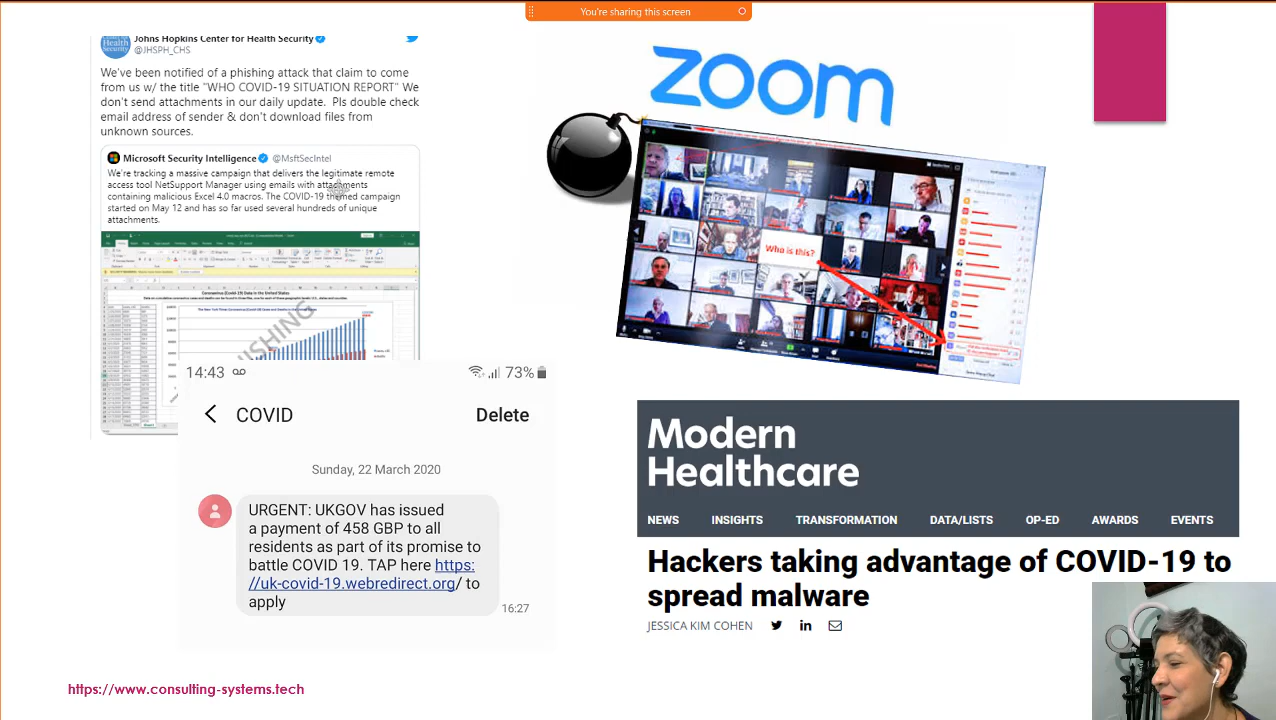 You're sharing this screen
Johns Hopkins Center for Health Security
@JHSPH_CHS
We've been notified of a phishing attack that claim to come
from us w/ the title "WHO COVID-19 SITUATION REPORT" We
don't send attachments in our daily update. Pls double check
email address of sender & don't download files from
unknown sources.
Microsoft Security Intelligence @MsftSecIntel
We're tracking a massive campaign that delivers the legitimate remote
access tool NetSupport Manager using emails with attachments
containing malicious Excel 4.0 macros. The COVID-19 themed campaign
started on May 12 and has so far used several hundreds of unique
attachments.
zoom
Who is this?
14:43
73%
COVID
Delete
Sunday, 22 March 2020
URGENT: UKGOV has issued
a payment of 458 GBP to all
residents as part of its promise to
battle COVID 19. TAP here https:
//uk-covid-19.webredirect.org/ to
apply
16:27
Modern
Healthcare
NEWS INSIGHTS TRANSFORMATION DATA/LISTS OP-ED AWARDS EVENTS
Hackers taking advantage of COVID-19 to
spread malware
JESSICA KIM COHEN
https://www.consulting-systems.tech